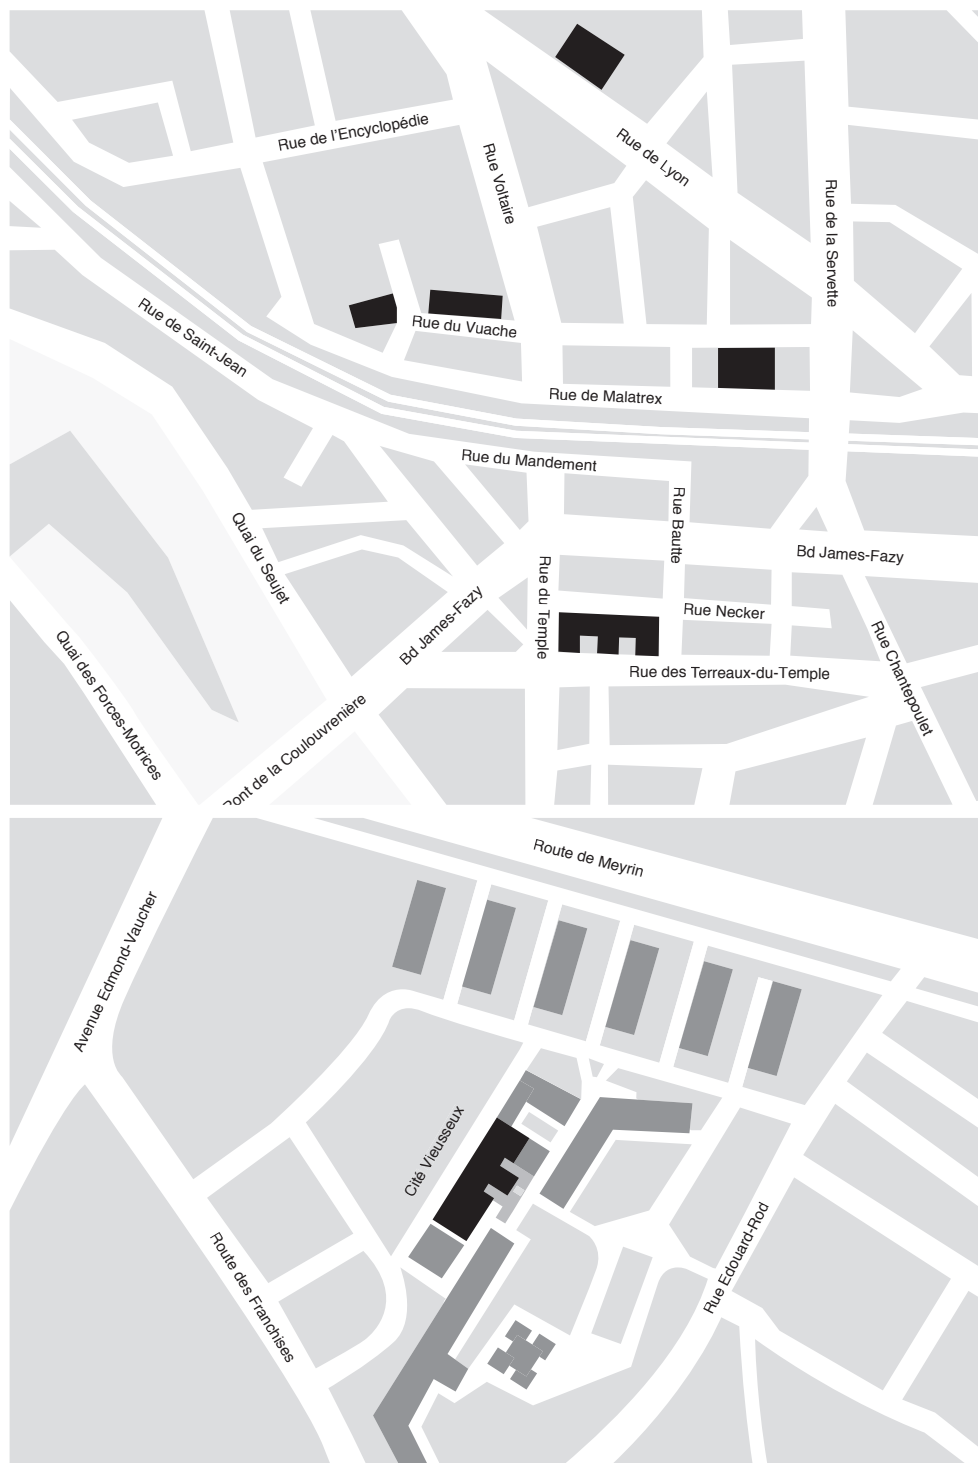 Rue de l'Encyclopédie
Rue Voltaire
Rue de Lyon
Rue de la Servette
Rue du Vuache
Rue de Saint-Jean
Rue de Malatrex
Rue du Mandement
Rue Bautte
Quai du Seujet
Bd James-Fazy
Rue du Temple
Bd James-Fazy
Rue Necker
Rue Chantepoulet
Quai des Forces-Motrices
Rue des Terreaux-du-Temple
Pont de la Coulouvrenière
Route de Meyrin
Avenue Edmond-Vaucher
Cité Vieusseux
Rue Edouard-Rod
Route des Franchises